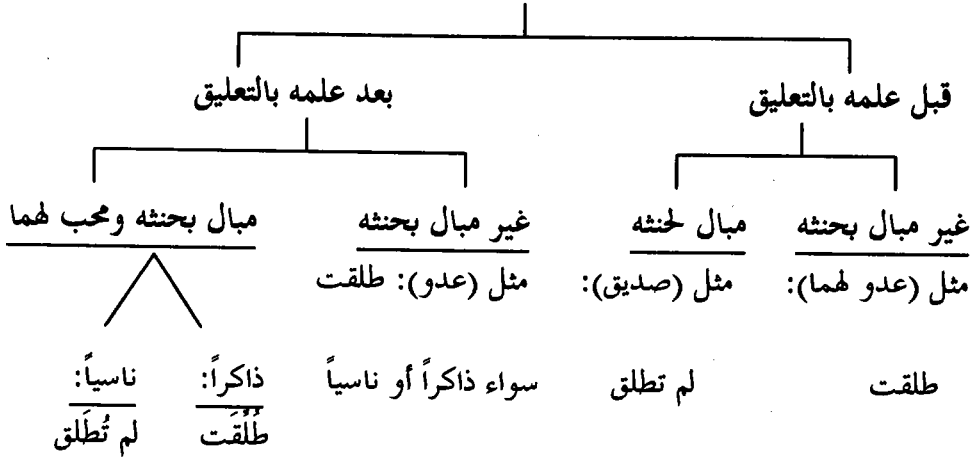 قبل علمه بالتعليق
بعد علمه بالتعليق
غير مبال بحنثه
مبال لحنثه
غير مبال بحنثه
مبال بحنثه ومحب لهما
مثل (عدو لهما):
مثل (صديق):
مثل (عدو): طلقت
طلقت
لم تطلق
سواء ذاكراً أو ناسياً
ذاكراً:
ناسياً:
طُلِّقَت
لم تُطَلق